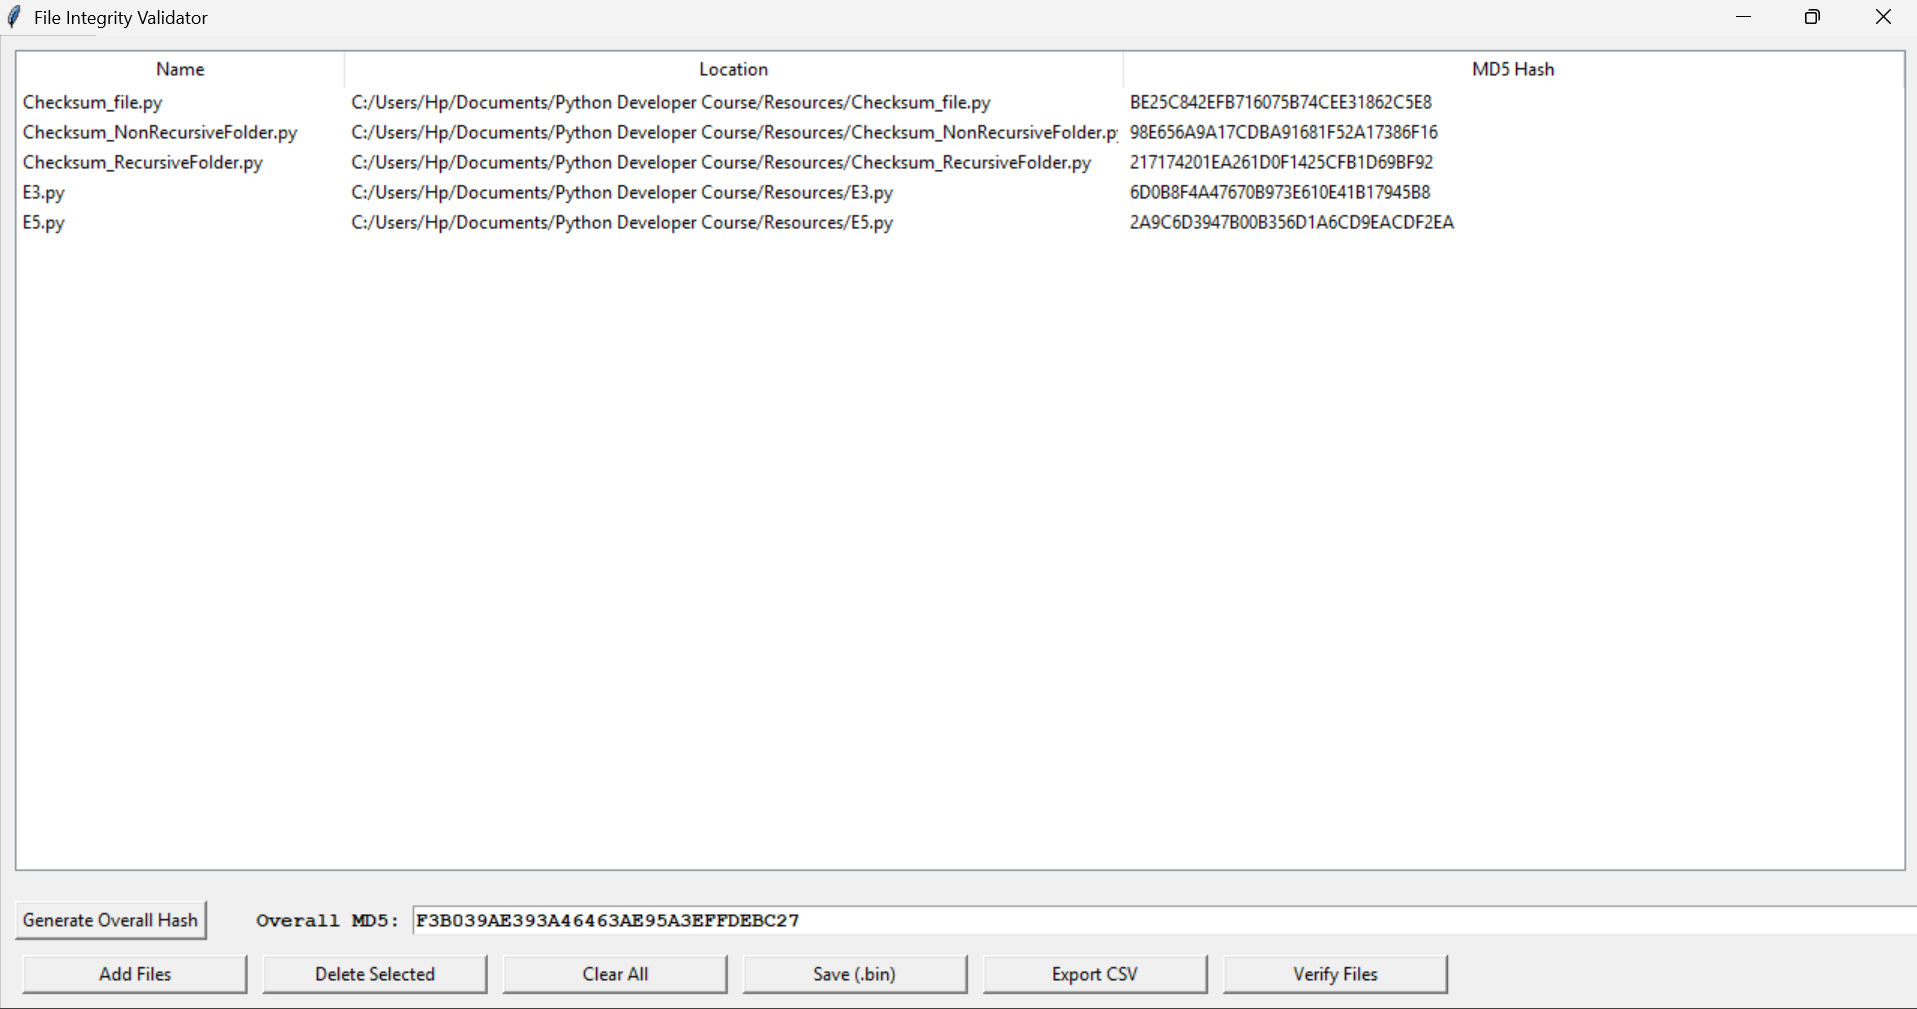 File Integrity Validator
Name Location MD5 Hash
Checksum_file.py C:/Users/Hp/Documents/Python Developer Course/Resources/Checksum_file.py BE25C842EFB716075B74CEE31862C5E8
Checksum_NonRecursiveFolder.py C:/Users/Hp/Documents/Python Developer Course/Resources/Checksum_NonRecursiveFolder.py 98E656A9A17CDBA91681F52A17386F16
Checksum_RecursiveFolder.py C:/Users/Hp/Documents/Python Developer Course/Resources/Checksum_RecursiveFolder.py 217174201EA261D0F1425CFB1D69BF92
E3.py C:/Users/Hp/Documents/Python Developer Course/Resources/E3.py 6D0B8F4A47670B973E610E41B17945B8
E5.py C:/Users/Hp/Documents/Python Developer Course/Resources/E5.py 2A9C6D3947B00B356D1A6CD9EACDF2EA
Generate Overall Hash Overall MD5: F3B039AE393A46463AE95A3EFFDEBC27
Add Files Delete Selected Clear All Save (.bin) Export CSV Verify Files